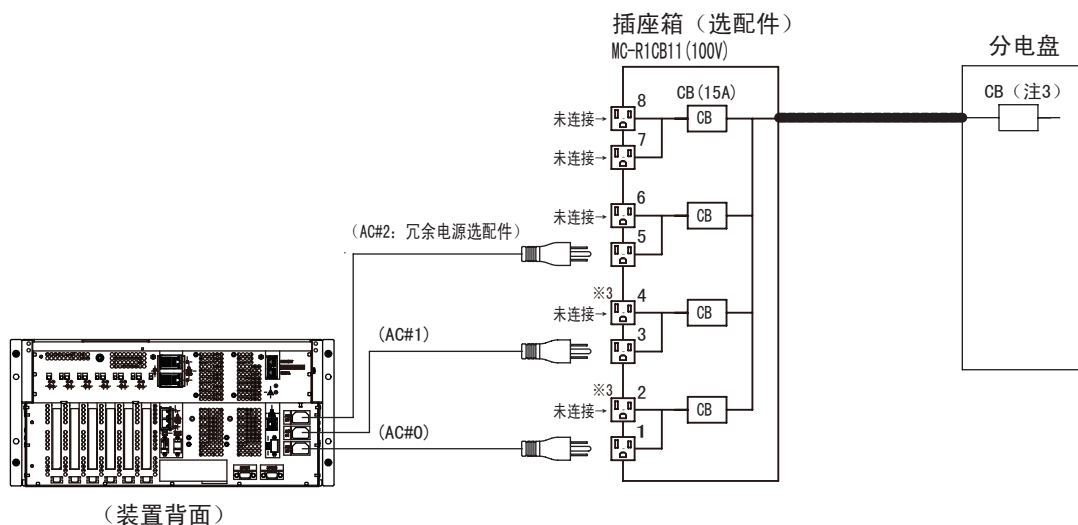 插座箱（选配件）
MC-R1CB11(100V)
分电盘
CB（注3）
CB(15A)
8
未连接→
CB
7
未连接→
6
未连接→
CB
5
（AC#2：冗余电源选配件）
※3
4
未连接→
CB
3
(AC#1)
※3
2
未连接→
CB
1
(AC#0)
（装置背面）